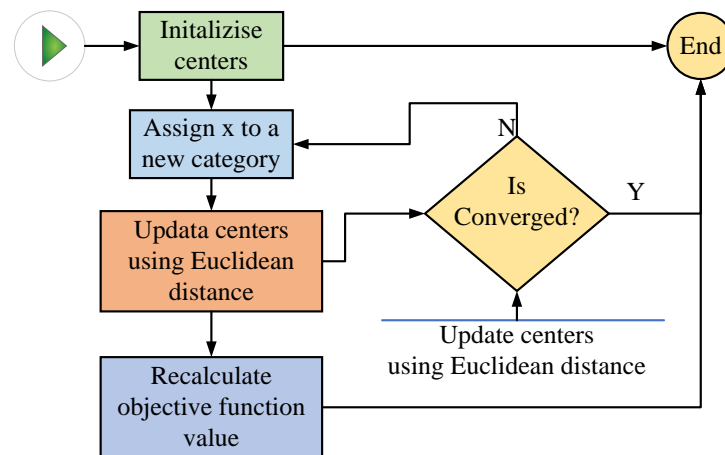 Initalizise
centers
End
Assign x to a
new category
N
Is
Converged?
Y
Updata centers
using Euclidean
distance
Update centers
using Euclidean distance
Recalculate
objective function
value